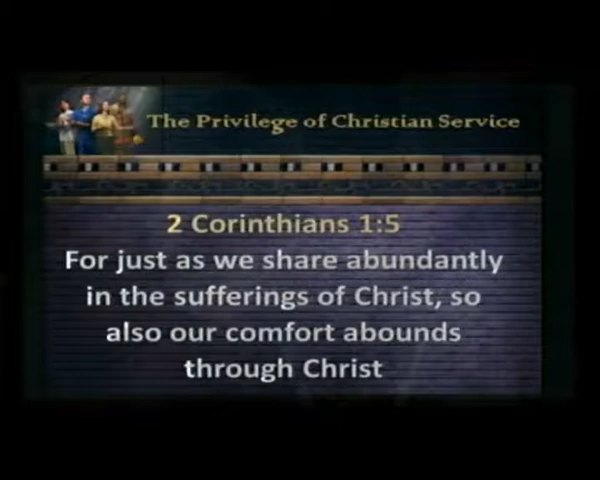 The Privilege of Christian Service
2 Corinthians 1:5
For just as we share abundantly
in the sufferings of Christ, so
also our comfort abounds
through Christ